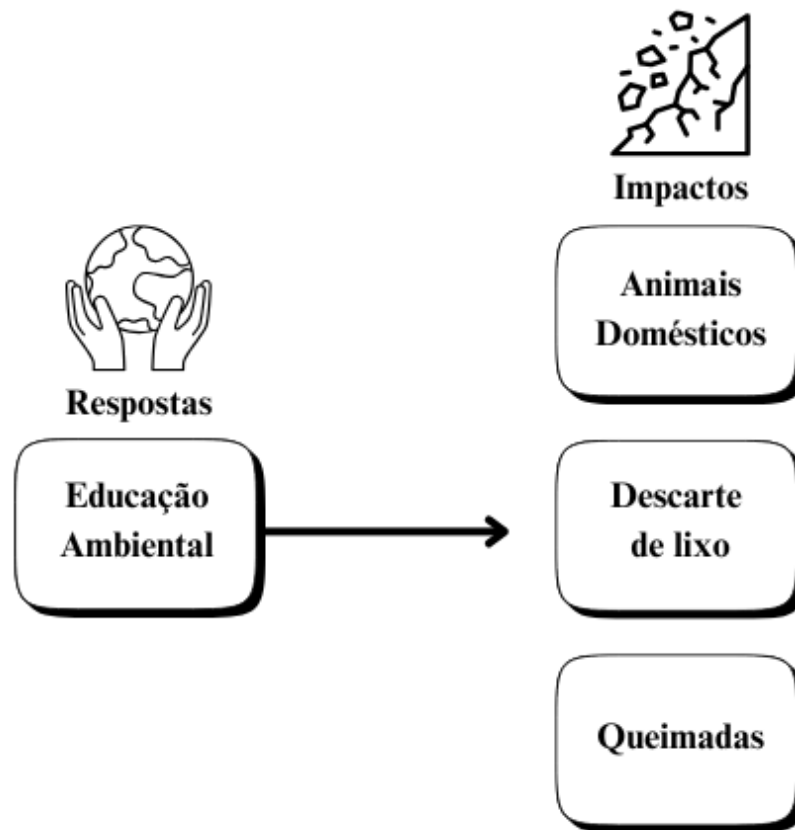 Impactos
Animais
Domésticos
Respostas
Educação
Ambiental
Descarte
de lixo
Queimadas